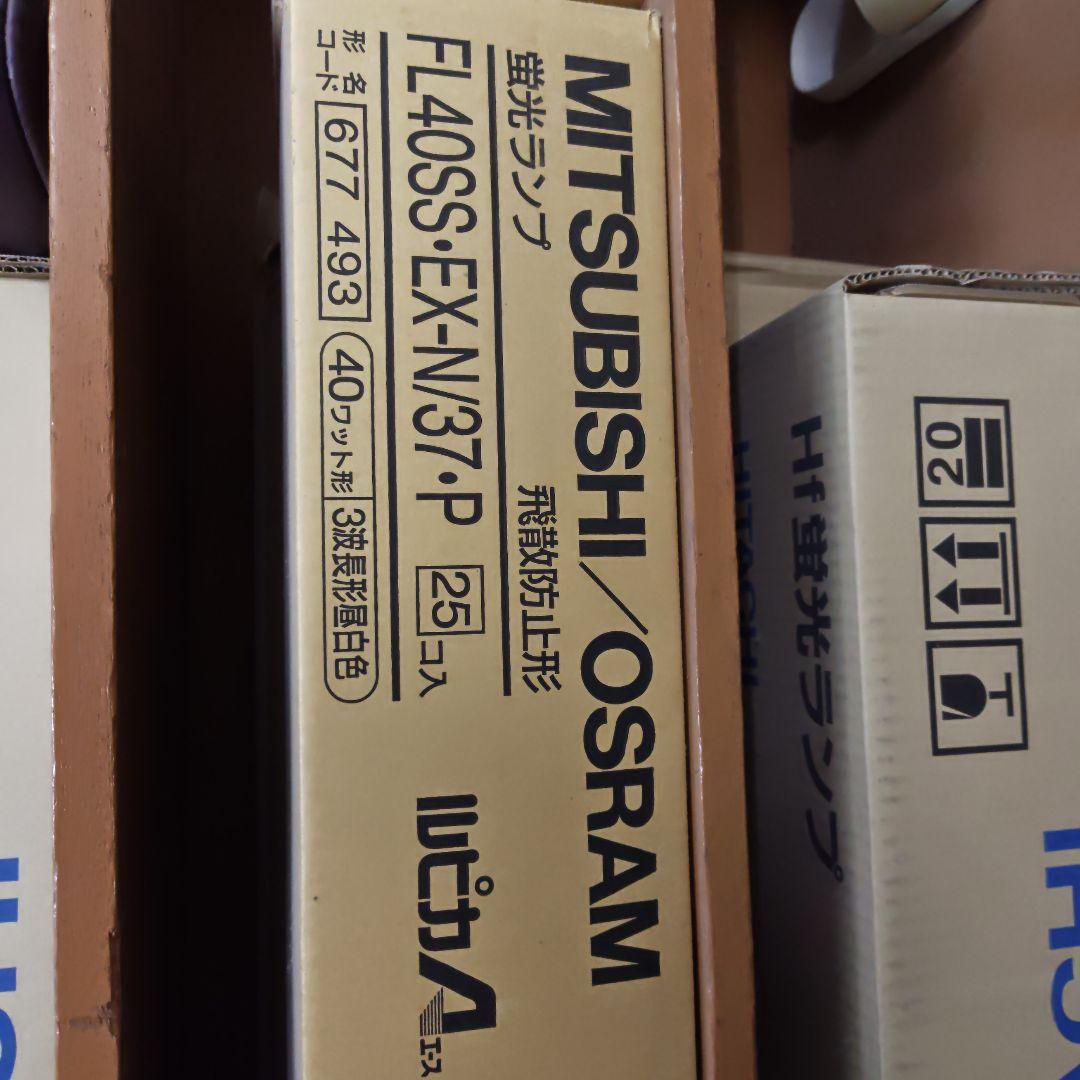 MITSUBISHI/OSRAM
蛍光ランプ 飛散防止形
FL40SS・EX-N/37・P 25コ入
形名
コード 677 493 40ワット形 3波長形昼白色
ルピカA
エース
20
Hf蛍光ランプ
HITACHI